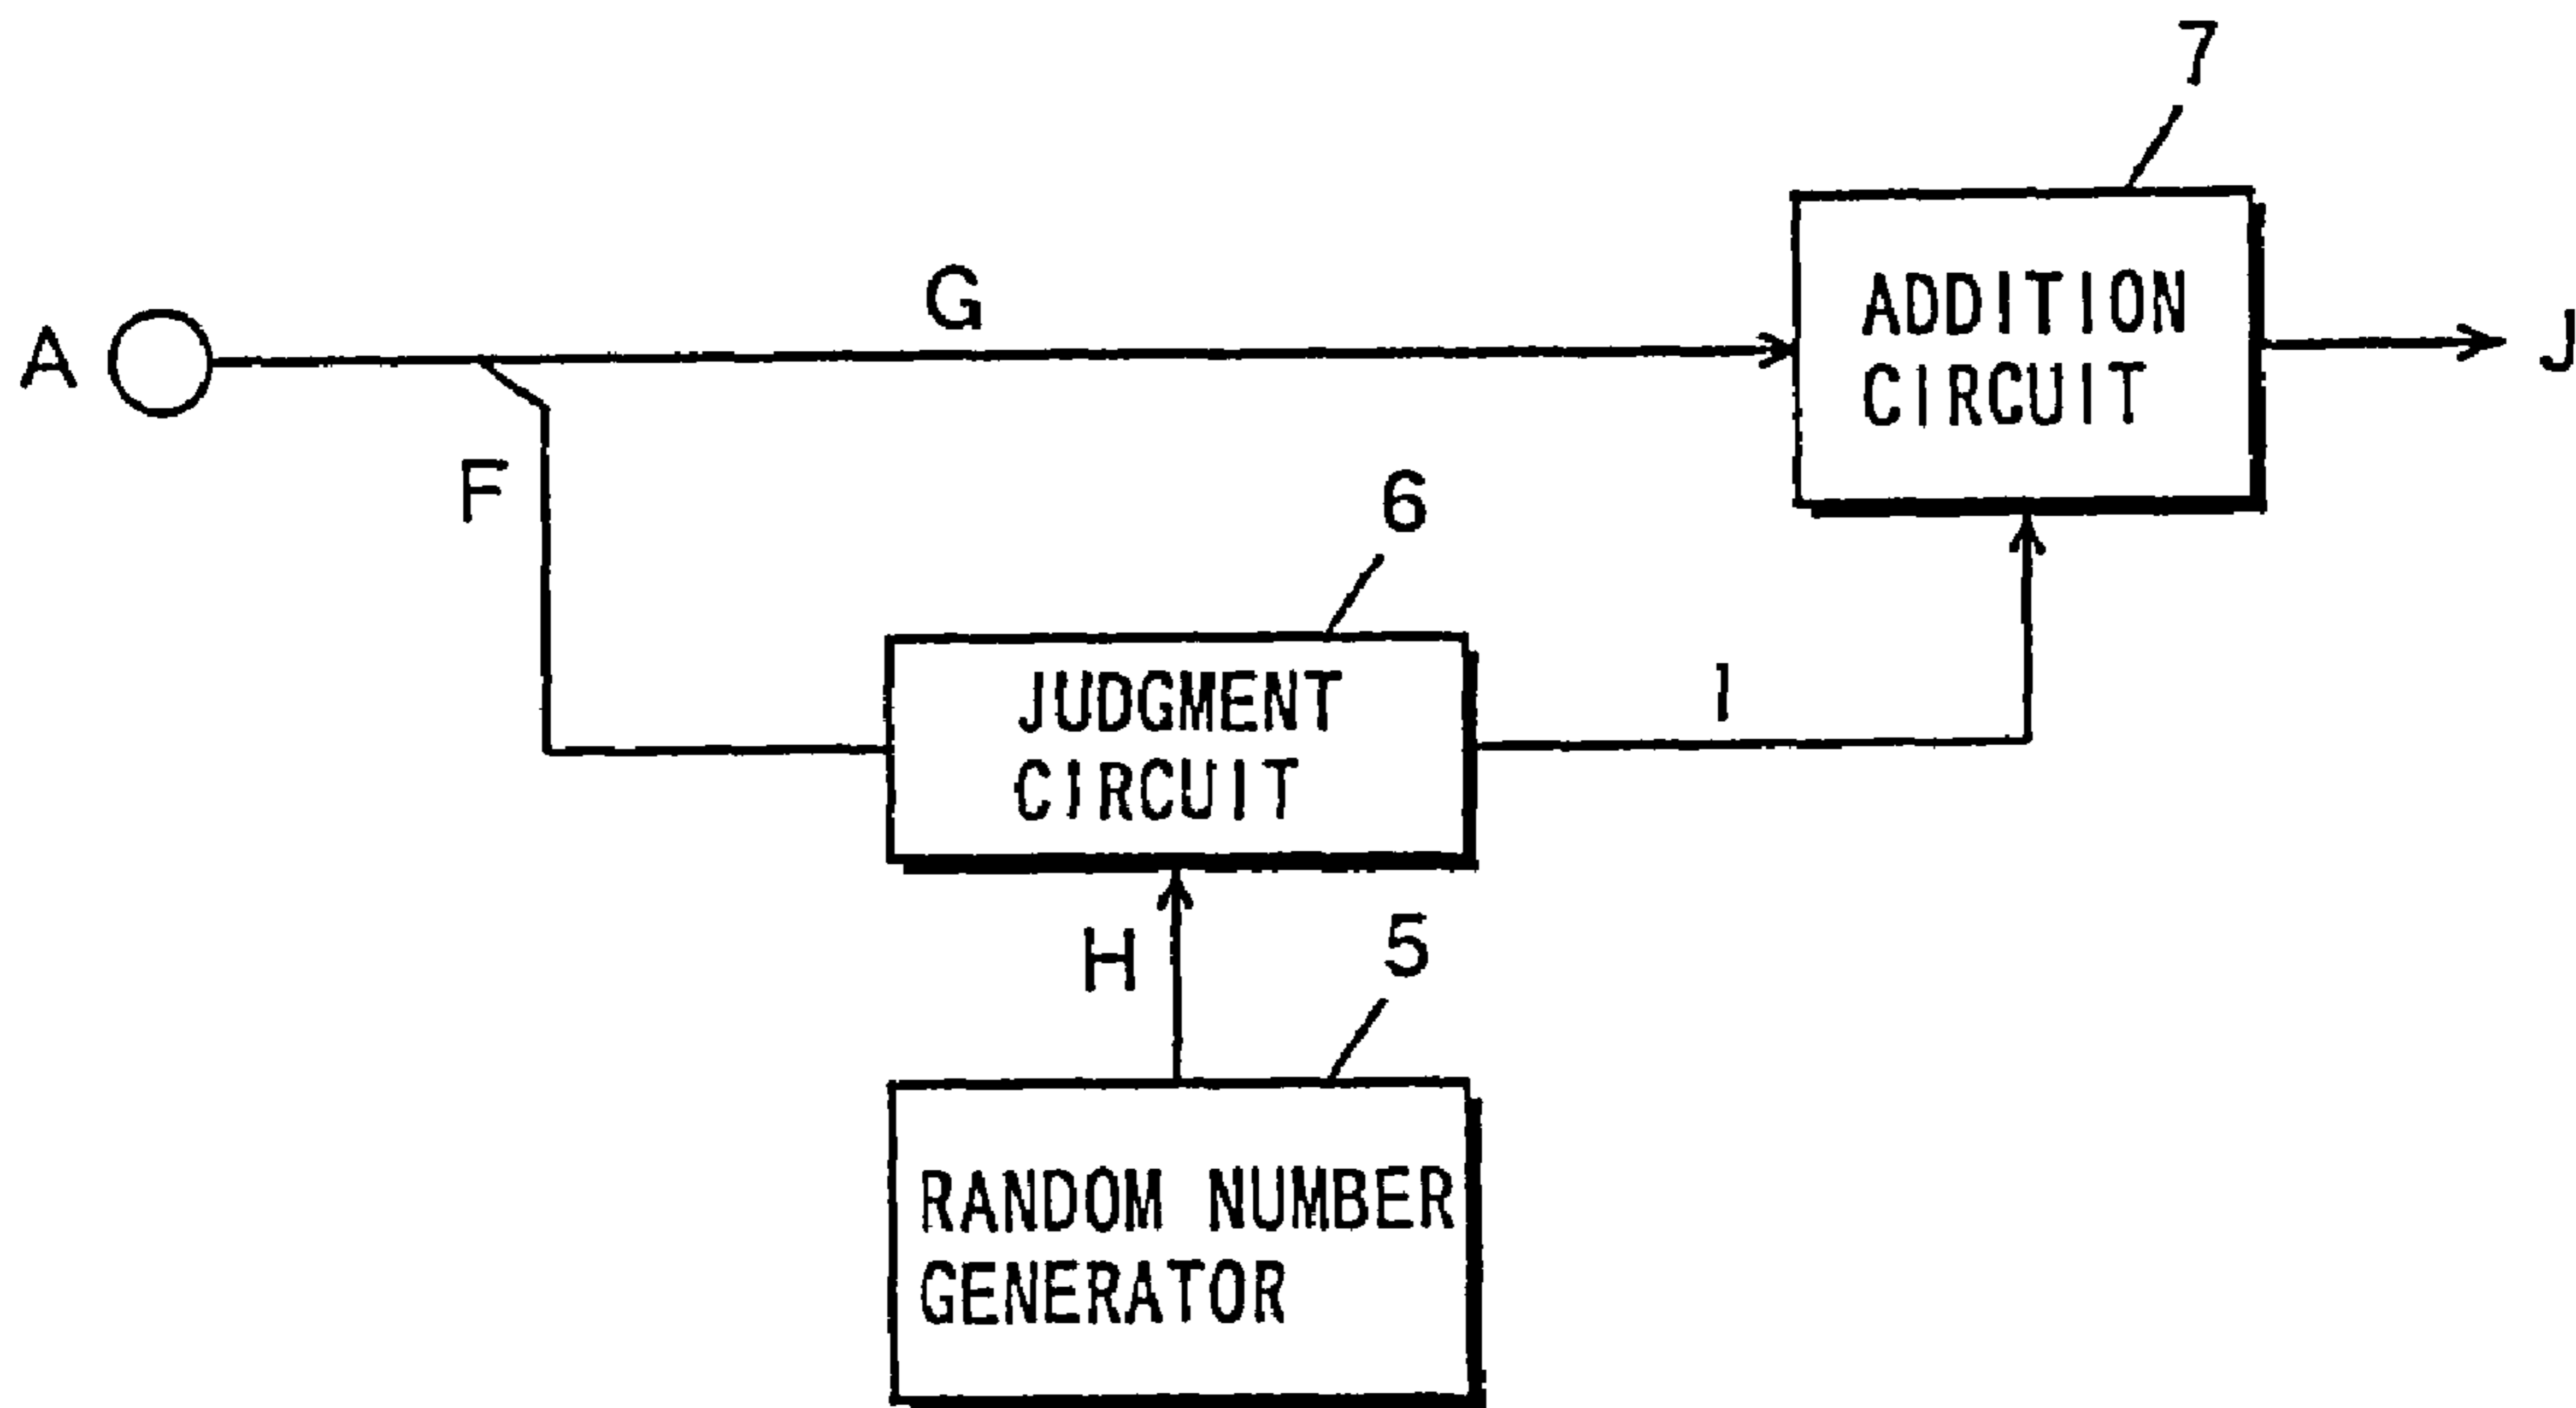 7
G
ADDITION
CIRCUIT
A
J
F
6
JUDGMENT
CIRCUIT
I
H
5
RANDOM NUMBER
GENERATOR